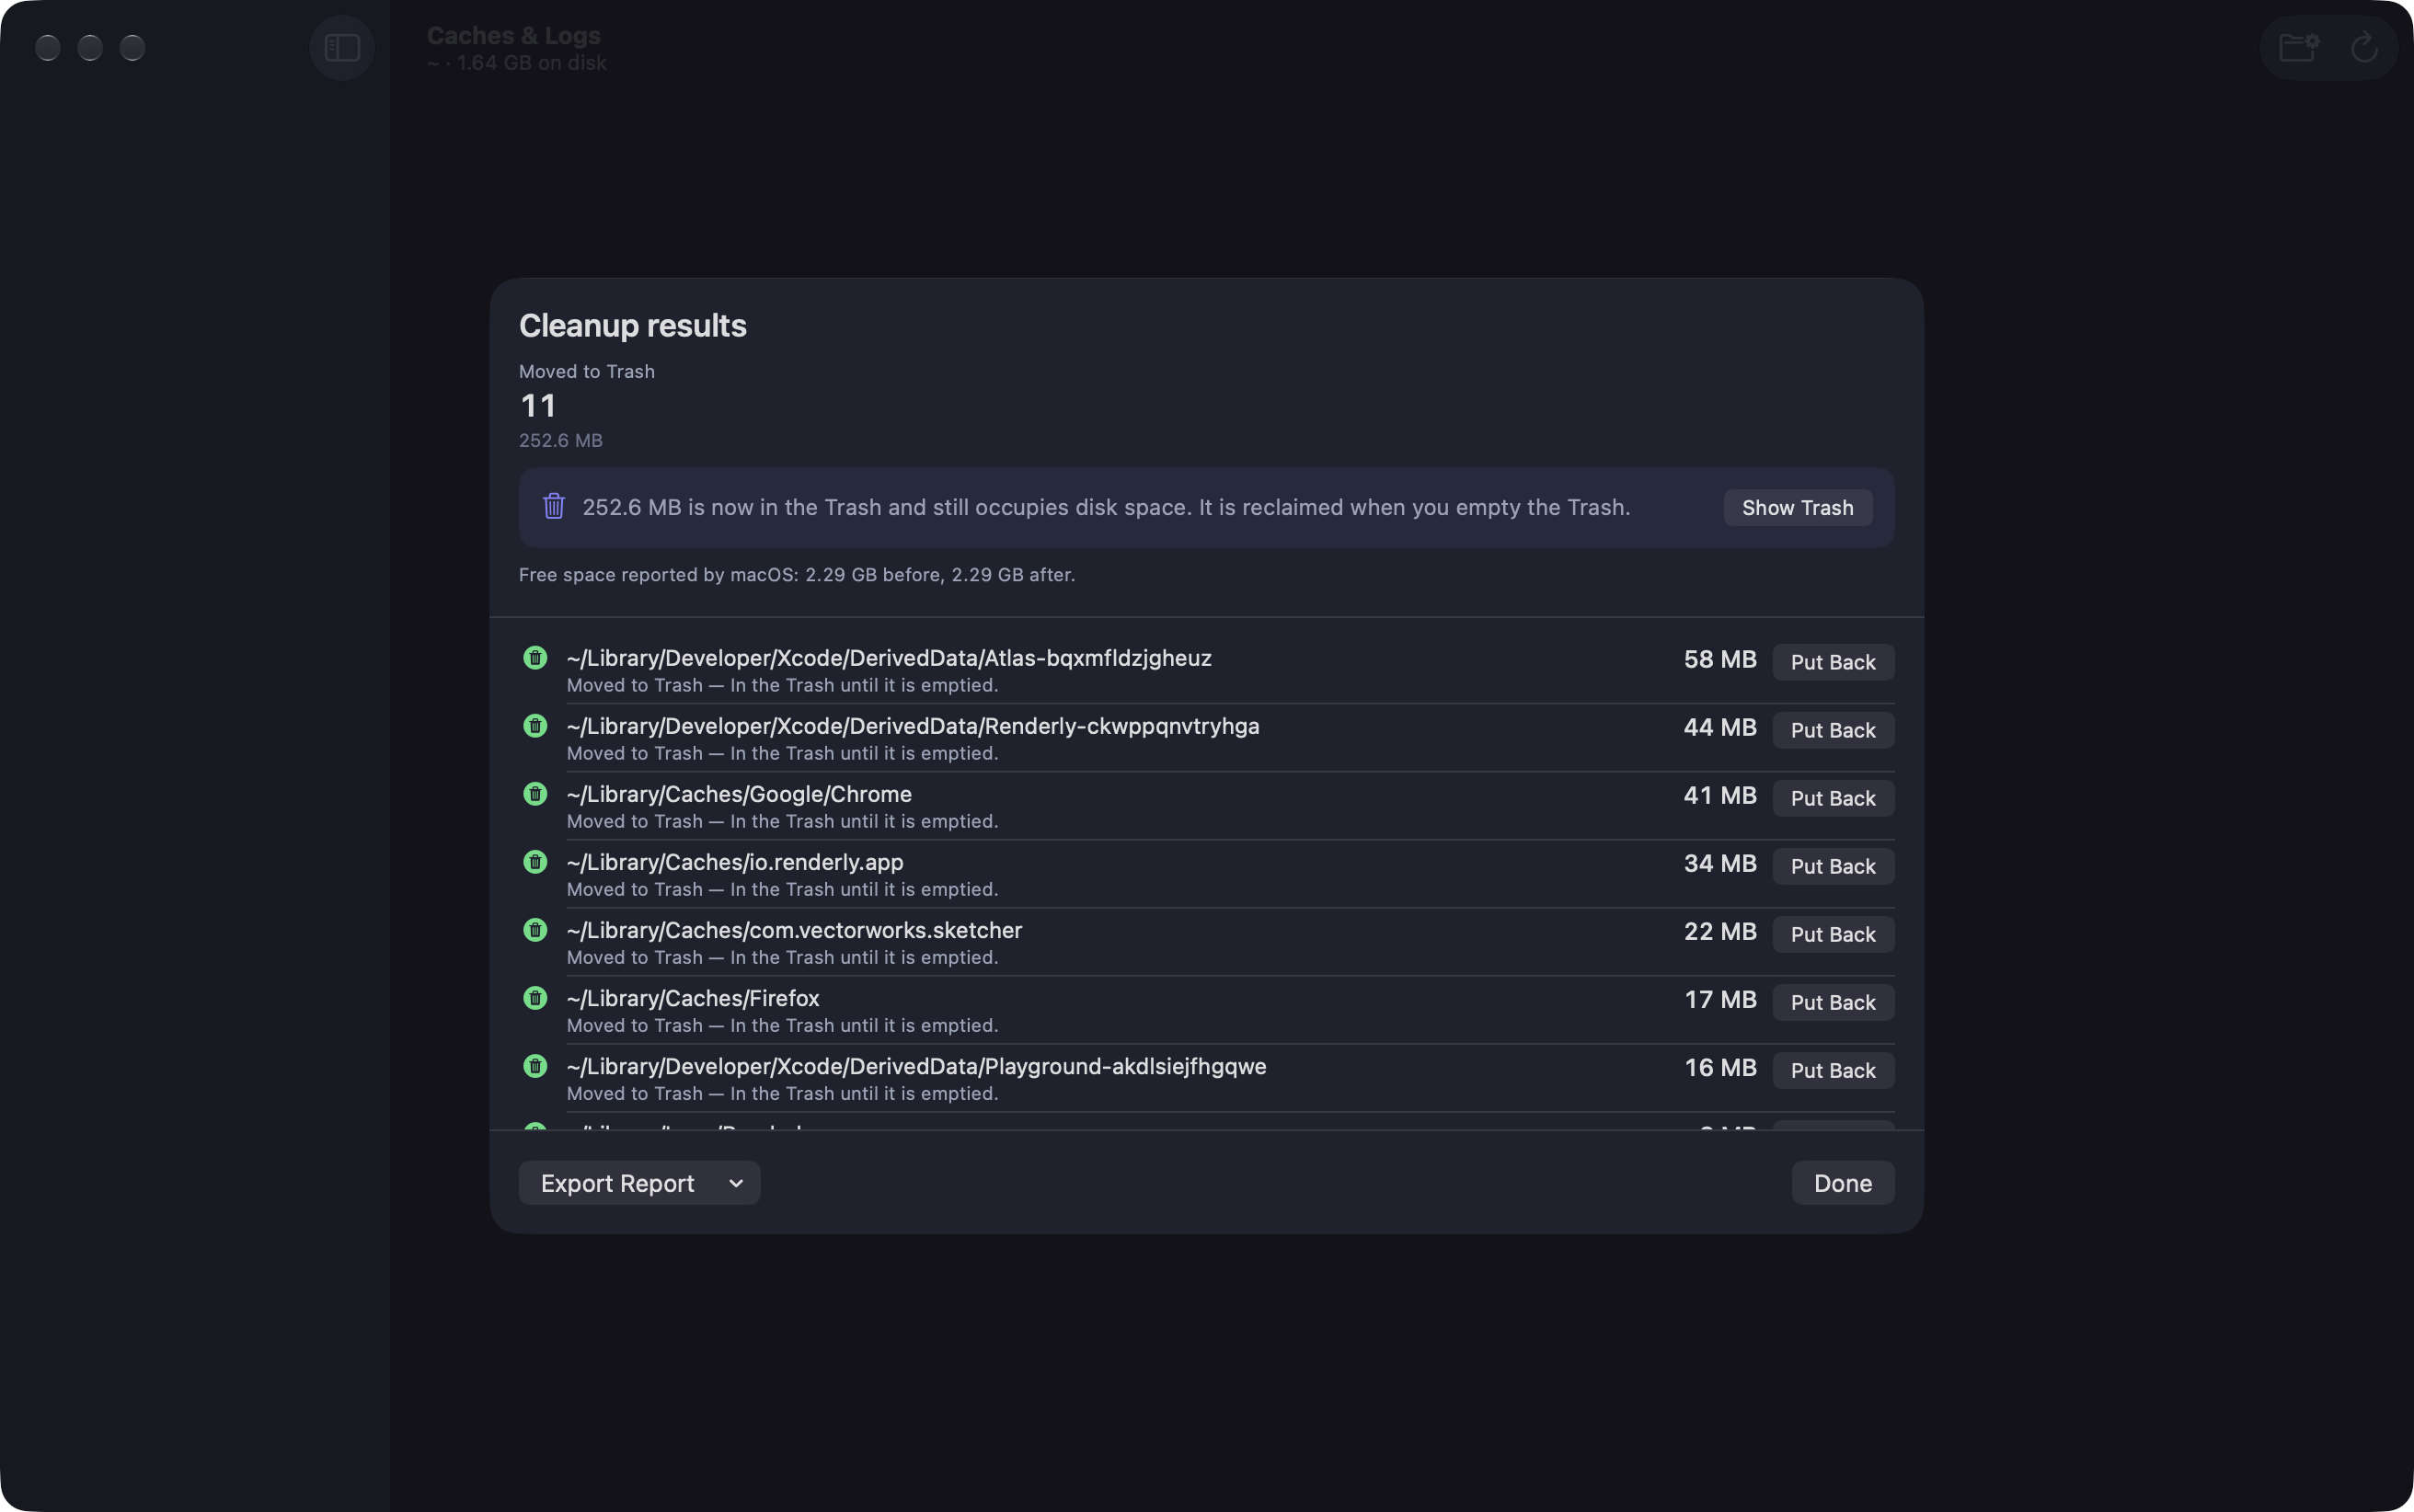 Caches & Logs
~ · 1.64 GB on disk
Cleanup results
Moved to Trash
11
252.6 MB
252.6 MB is now in the Trash and still occupies disk space. It is reclaimed when you empty the Trash.
Show Trash
Free space reported by macOS: 2.29 GB before, 2.29 GB after.
~/Library/Developer/Xcode/DerivedData/Atlas-bqxmfldzjgheuz
58 MB
Put Back
Moved to Trash — In the Trash until it is emptied.
~/Library/Developer/Xcode/DerivedData/Renderly-ckwppqnvtryhga
44 MB
Put Back
Moved to Trash — In the Trash until it is emptied.
~/Library/Caches/Google/Chrome
41 MB
Put Back
Moved to Trash — In the Trash until it is emptied.
~/Library/Caches/io.renderly.app
34 MB
Put Back
Moved to Trash — In the Trash until it is emptied.
~/Library/Caches/com.vectorworks.sketcher
22 MB
Put Back
Moved to Trash — In the Trash until it is emptied.
~/Library/Caches/Firefox
17 MB
Put Back
Moved to Trash — In the Trash until it is emptied.
~/Library/Developer/Xcode/DerivedData/Playground-akdlsiejfhgqwe
16 MB
Put Back
Moved to Trash — In the Trash until it is emptied.
Export Report
Done